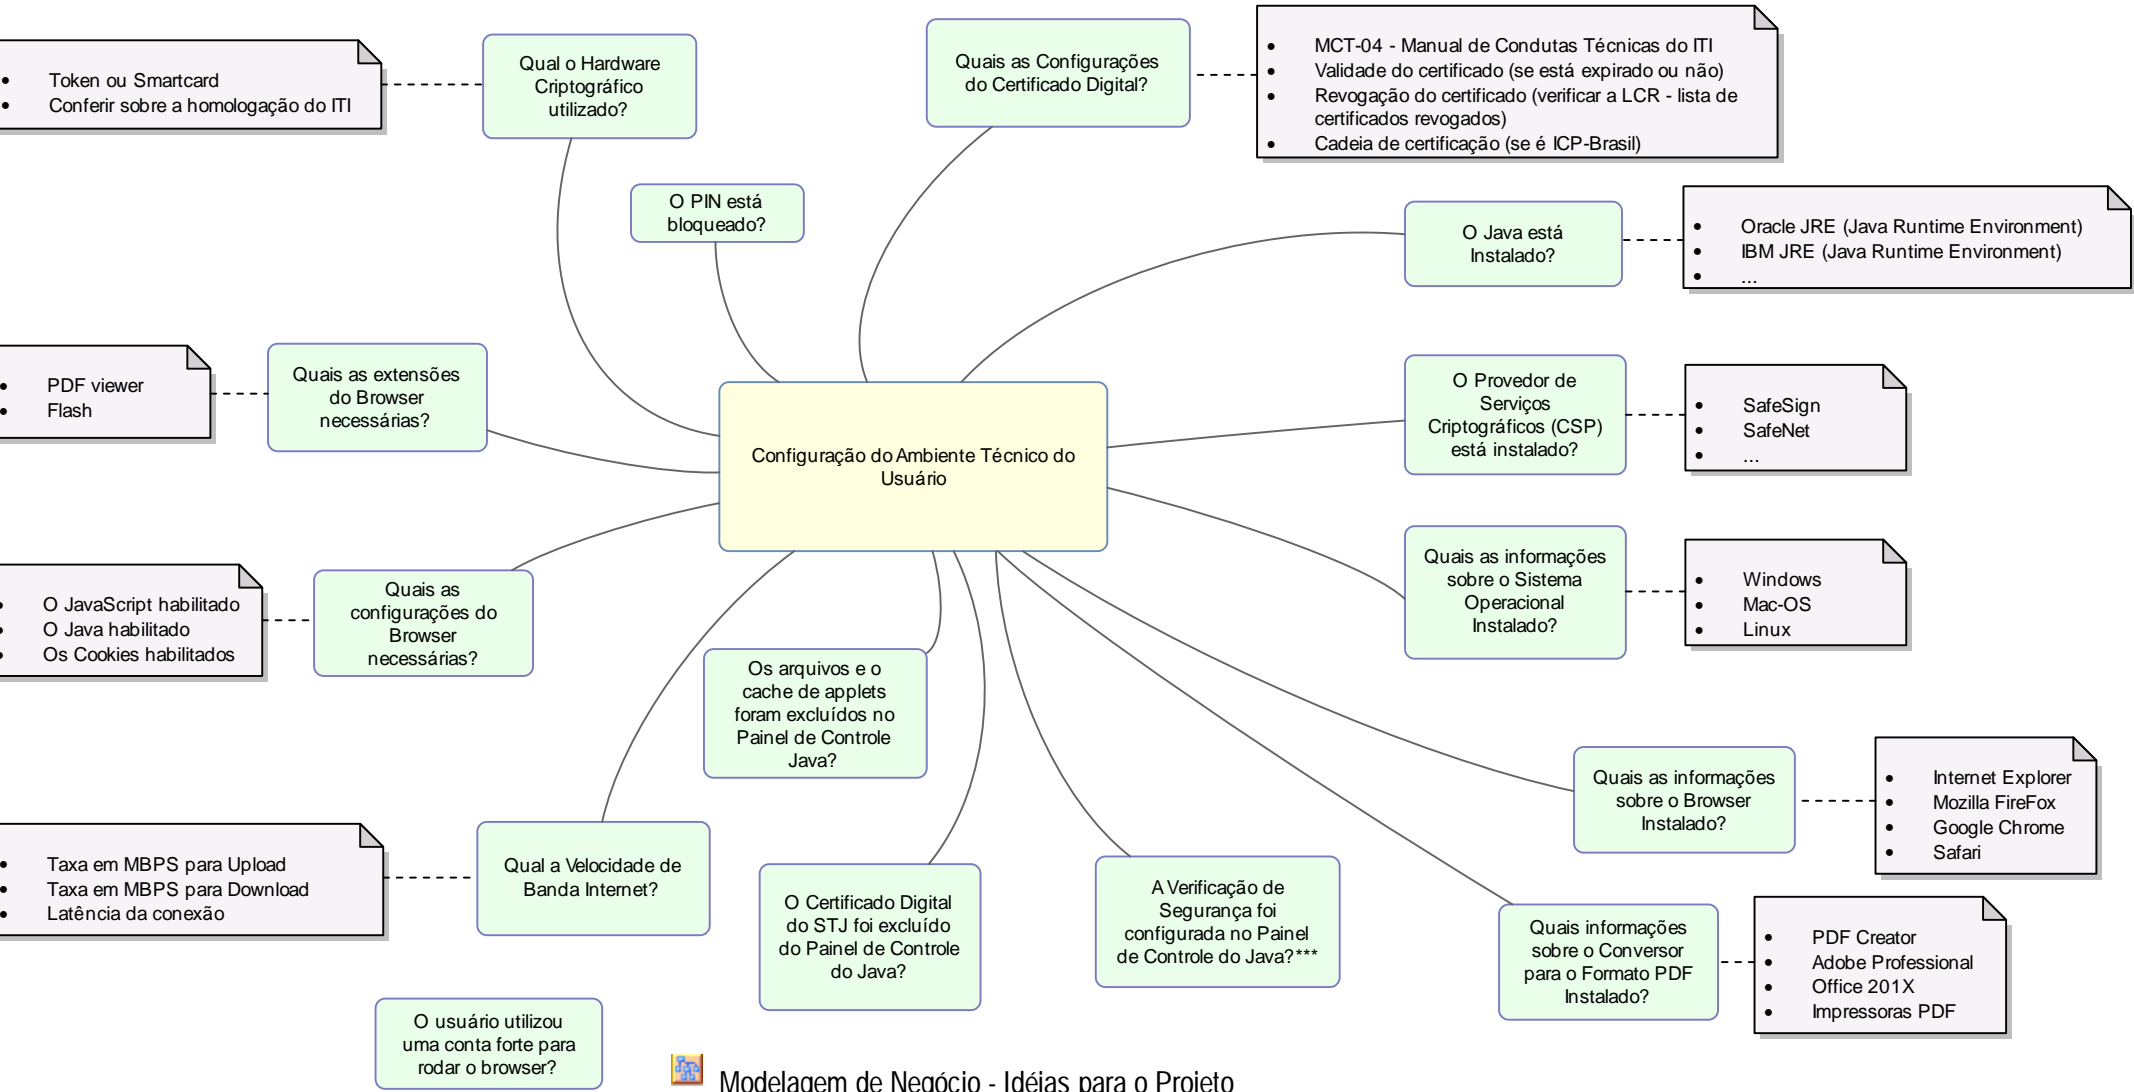 • Token ou Smartcard
• Conferir sobre a homologação do ITI
Qual o Hardware
Criptográfico
utilizado?
Quais as Configurações
do Certificado Digital?
• MCT-04 - Manual de Condutas Técnicas do ITI
• Validade do certificado (se está expirado ou não)
• Revogação do certificado (verificar a LCR - lista de
certificados revogados)
• Cadeia de certificação (se é ICP-Brasil)
O PIN está
bloqueado?
O Java está
Instalado?
• Oracle JRE (Java Runtime Environment)
• IBM JRE (Java Runtime Environment)
• ...
• PDF viewer
• Flash
Quais as extensões
do Browser
necessárias?
Configuração do Ambiente Técnico do
Usuário
O Provedor de
Serviços
Criptográficos (CSP)
está instalado?
• SafeSign
• SafeNet
• ...
• O JavaScript habilitado
• O Java habilitado
• Os Cookies habilitados
Quais as
configurações do
Browser
necessárias?
Quais as informações
sobre o Sistema
Operacional
Instalado?
• Windows
• Mac-OS
• Linux
Os arquivos e o
cache de applets
foram excluídos no
Painel de Controle
Java?
Quais as informações
sobre o Browser
Instalado?
• Internet Explorer
• Mozilla FireFox
• Google Chrome
• Safari
• Taxa em MBPS para Upload
• Taxa em MBPS para Download
• Latência da conexão
Qual a Velocidade de
Banda Internet?
O Certificado Digital
do STJ foi excluído
do Painel de Controle
do Java?
A Verificação de
Segurança foi
configurada no Painel
de Controle do Java?***
Quais informações
sobre o Conversor
para o Formato PDF
Instalado?
• PDF Creator
• Adobe Professional
• Office 201X
• Impressoras PDF
O usuário utilizou
uma conta forte para
rodar o browser?
Modelagem de Negócio - Idéias para o Projeto